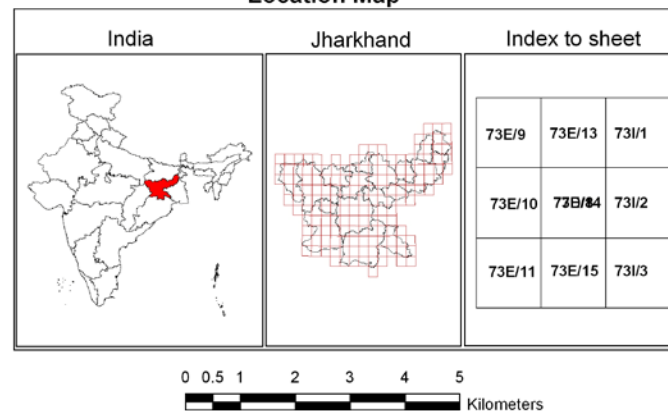 Location Map
India
Jharkhand
Index to sheet
73E/9 73E/13 73I/1
73E/10 73I/2
73E/11 73E/15 73I/3
0 0.5 1 2 3 4 5
Kilometers